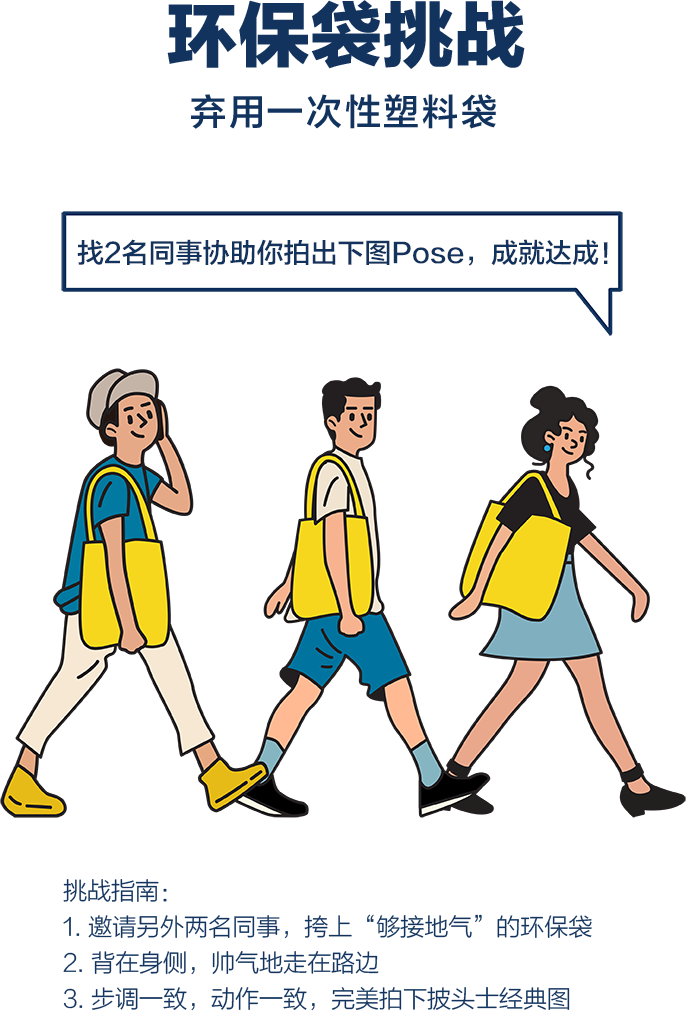 环保袋挑战
弃用一次性塑料袋
找2名同事协助你拍出下图Pose，成就达成！
挑战指南：
1. 邀请另外两名同事，挎上“够接地气”的环保袋
2. 背在身侧，帅气地走在路边
3. 步调一致，动作一致，完美拍下披头士经典图